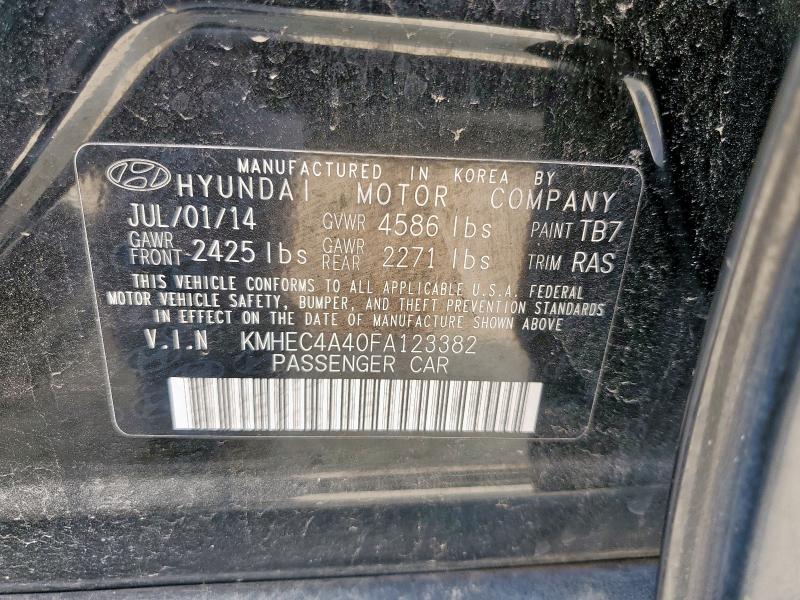 MANUFACTURED IN KOREA BY
HYUNDAI MOTOR COMPANY
JUL/01/14 GVWR 4586 lbs PAINT TB7
GAWR FRONT 2425 lbs GAWR REAR 2271 lbs TRIM RAS
THIS VEHICLE CONFORMS TO ALL APPLICABLE U.S.A. FEDERAL
MOTOR VEHICLE SAFETY, BUMPER, AND THEFT PREVENTION STANDARDS
IN EFFECT ON THE DATE OF MANUFACTURE SHOWN ABOVE
V.I.N KMHEC4A40FA123382
PASSENGER CAR